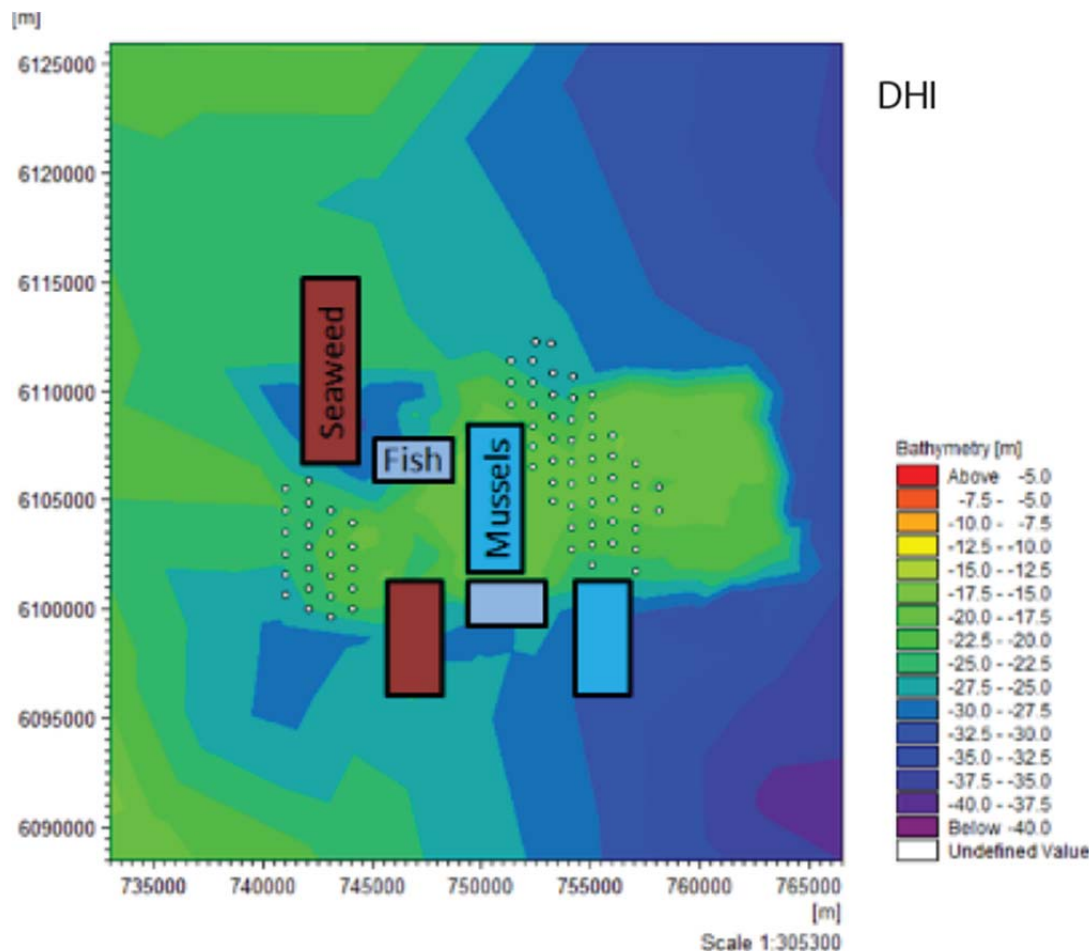 [m]
6125000
6120000
6115000
6110000
6105000
6100000
6095000
6090000
735000 740000 745000 750000 755000 760000 765000
[m]
Scale 1:305300
Seaweed
Fish
Mussels
DHI
Bathymetry [m]
Above -5.0
-7.5 - -5.0
-10.0 - -7.5
-12.5 - -10.0
-15.0 - -12.5
-17.5 - -15.0
-20.0 - -17.5
-22.5 - -20.0
-25.0 - -22.5
-27.5 - -25.0
-30.0 - -27.5
-32.5 - -30.0
-35.0 - -32.5
-37.5 - -35.0
-40.0 - -37.5
Below -40.0
Undefined Value